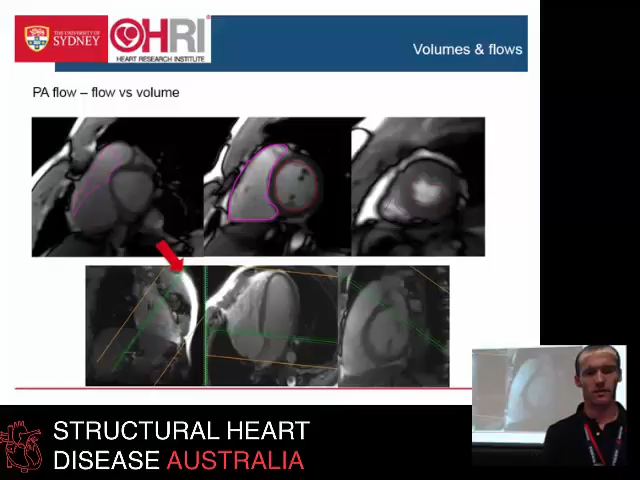 THE UNIVERSITY OF
SYDNEY
HRI
HEART RESEARCH INSTITUTE
Volumes & flows
PA flow – flow vs volume
STRUCTURAL HEART
DISEASE AUSTRALIA